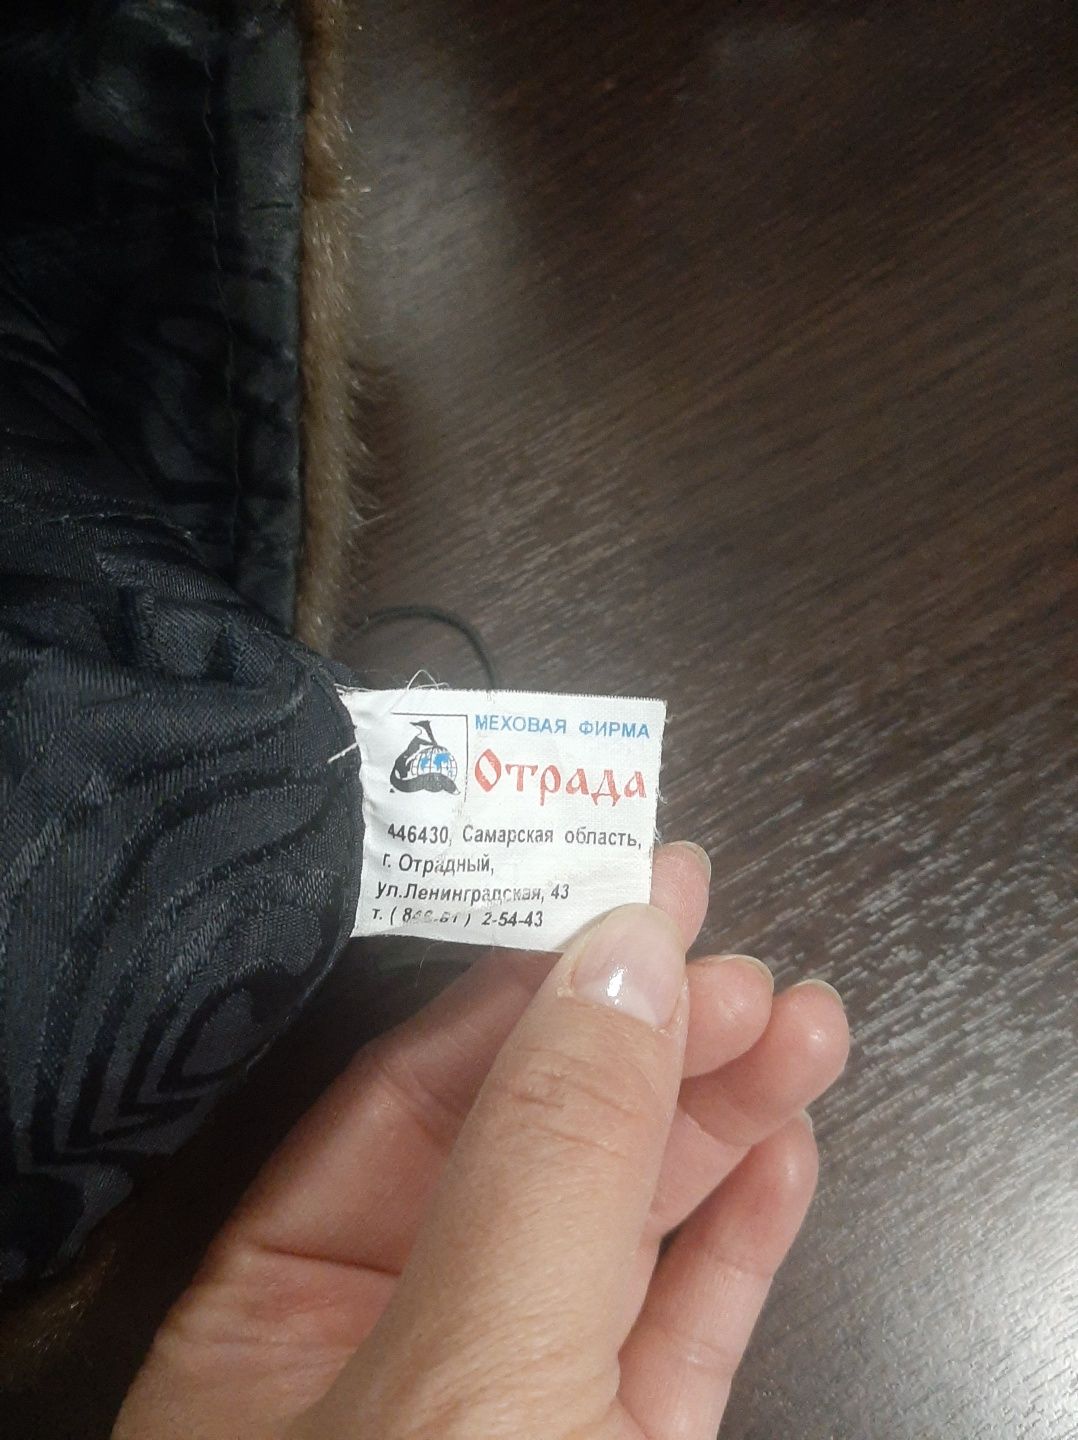 МЕХОВАЯ ФИРМА
Отрада
446430, Самарская область,
г. Отрадный,
Ул.Ленинградская, 43
т. ( 2-54-43